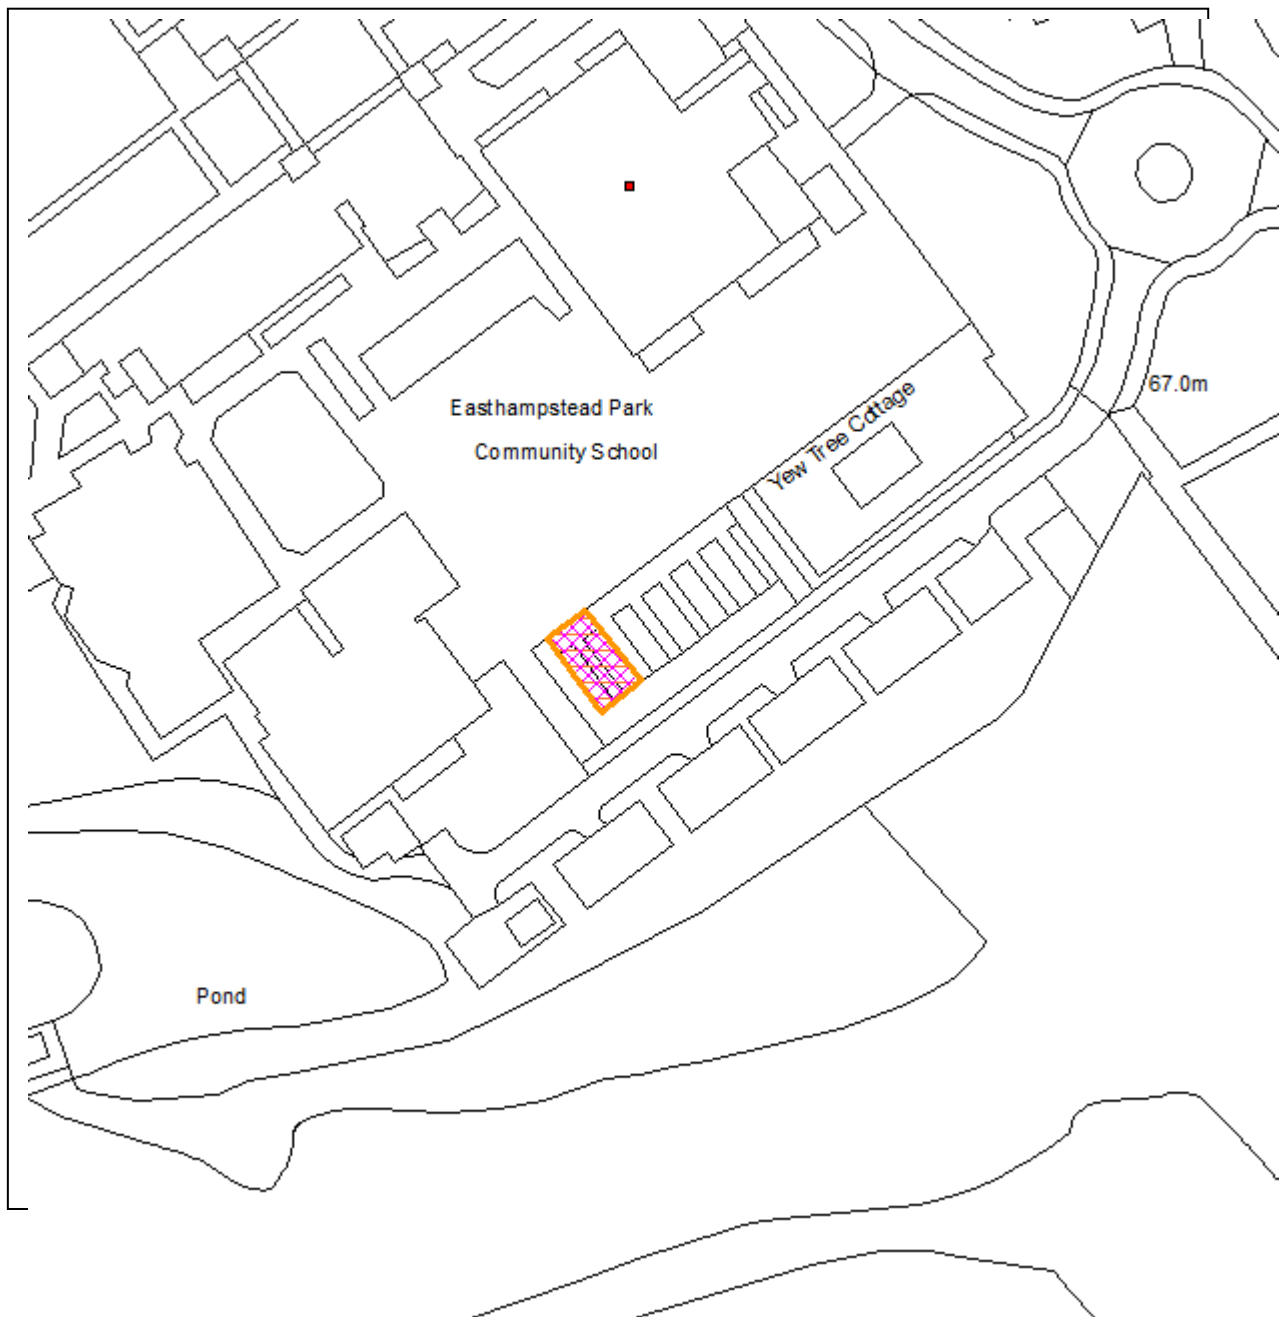 67.0m
Easthampstead Park
Community School
Yew Tree Cottage
Pond